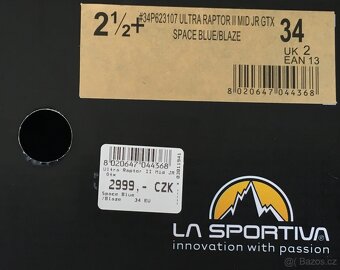 2½+ #34P623107 ULTRA RAPTOR II MID JR GTX 34
SPACE BLUE/BLAZE UK 2
EAN 13
8 020647 044368
8 020647 044368
Ultra Raptor II Mid JR
Gtx
2999,- CZK
Space Blue
/Blaze 34 EU
LA SPORTIVA
innovation with passion
Bazos.cz